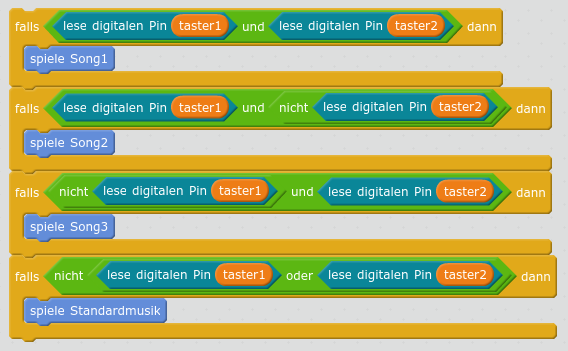 falls lese digitalen Pin taster1 und lese digitalen Pin taster2 dann
spiele Song1
falls lese digitalen Pin taster1 und nicht lese digitalen Pin taster2 dann
spiele Song2
falls nicht lese digitalen Pin taster1 und lese digitalen Pin taster2 dann
spiele Song3
falls nicht lese digitalen Pin taster1 oder lese digitalen Pin taster2 dann
spiele Standardmusik